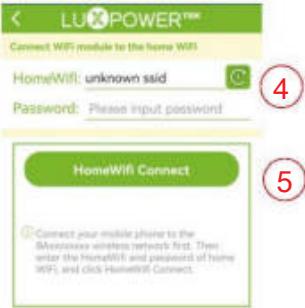 < LUXPOWERTEK
Connect WiFi module to the home WiFi
HomeWifi: unknown ssid
4
Password: Please input password
HomeWifi Connect
5
Connect your mobile phone to the
BAxxxxxxxx wireless network first. Then
enter the HomeWifi and password of home
WiFi, and click HomeWifi Connect.